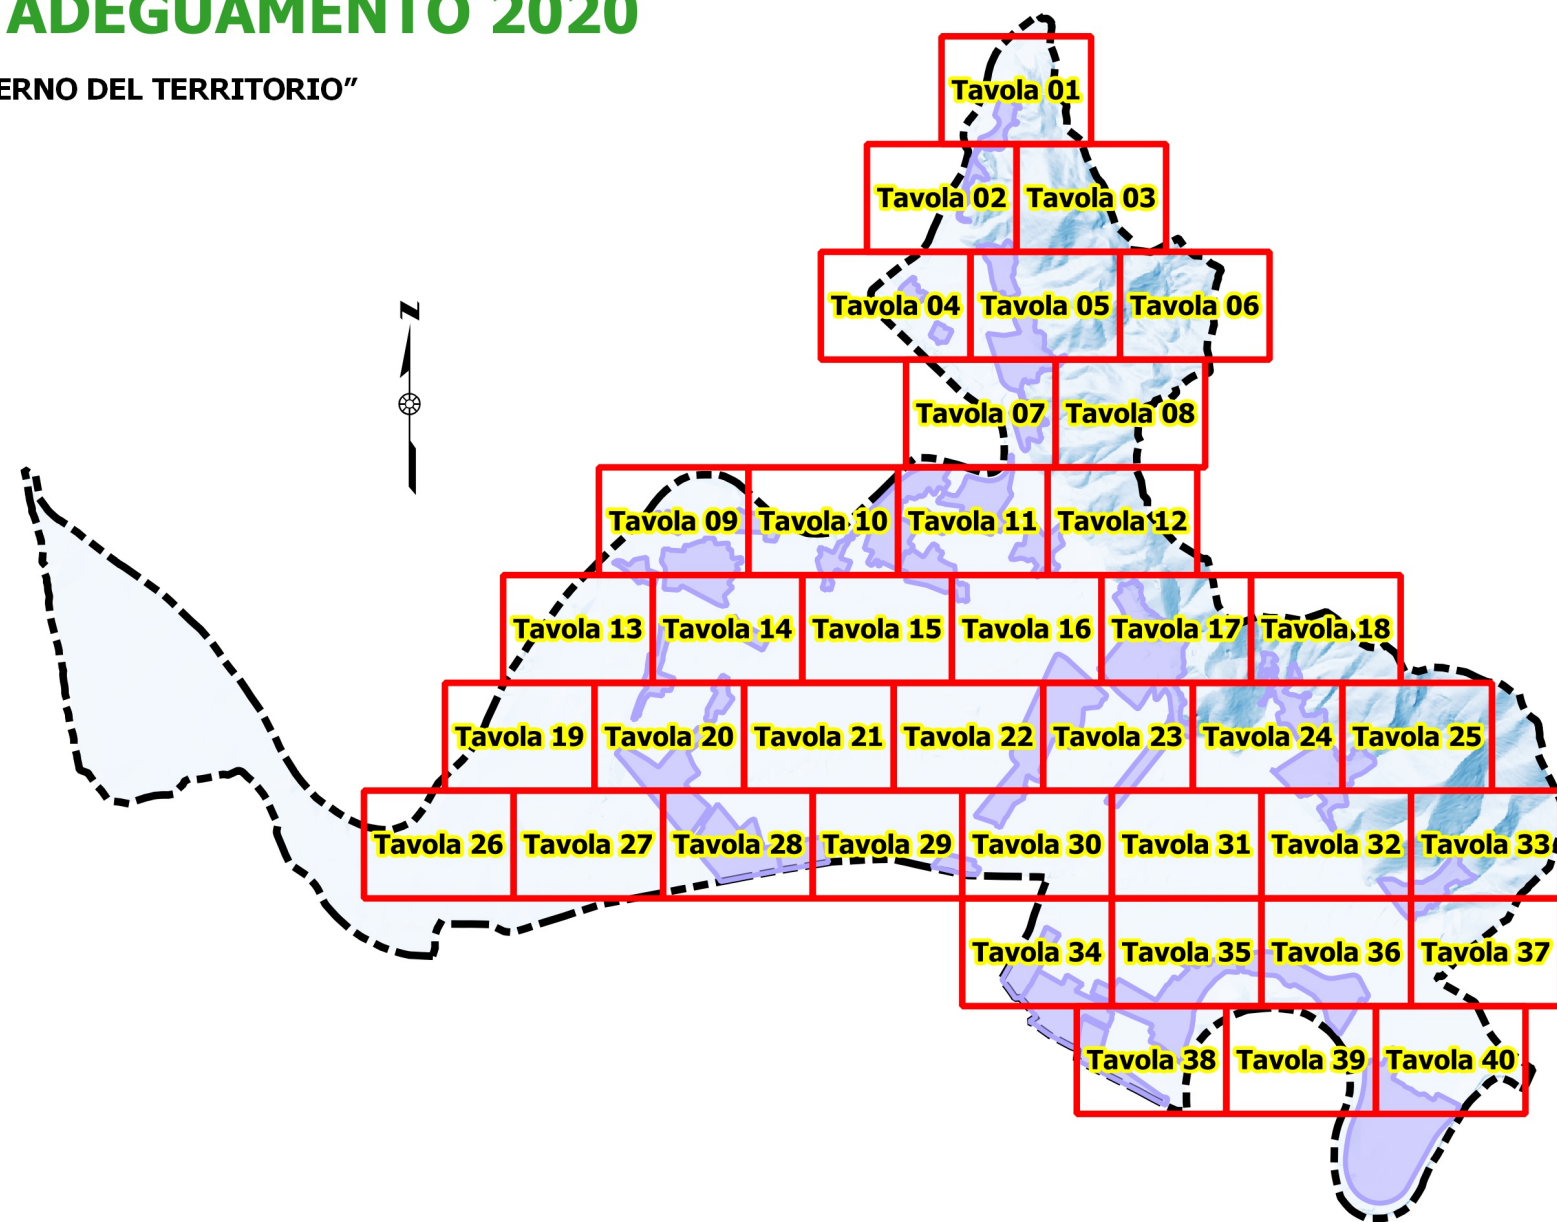 ADEGUAMENTO 2020
ERNO DEL TERRITORIO”
Tavola 01
Tavola 02 Tavola 03
Tavola 04 Tavola 05 Tavola 06
N
Tavola 07 Tavola 08
Tavola 09 Tavola 10 Tavola 11 Tavola 12
Tavola 13 Tavola 14 Tavola 15 Tavola 16 Tavola 17 Tavola 18
Tavola 19 Tavola 20 Tavola 21 Tavola 22 Tavola 23 Tavola 24 Tavola 25
Tavola 26 Tavola 27 Tavola 28 Tavola 29 Tavola 30 Tavola 31 Tavola 32 Tavola 33
Tavola 34 Tavola 35 Tavola 36 Tavola 37
Tavola 38 Tavola 39 Tavola 40